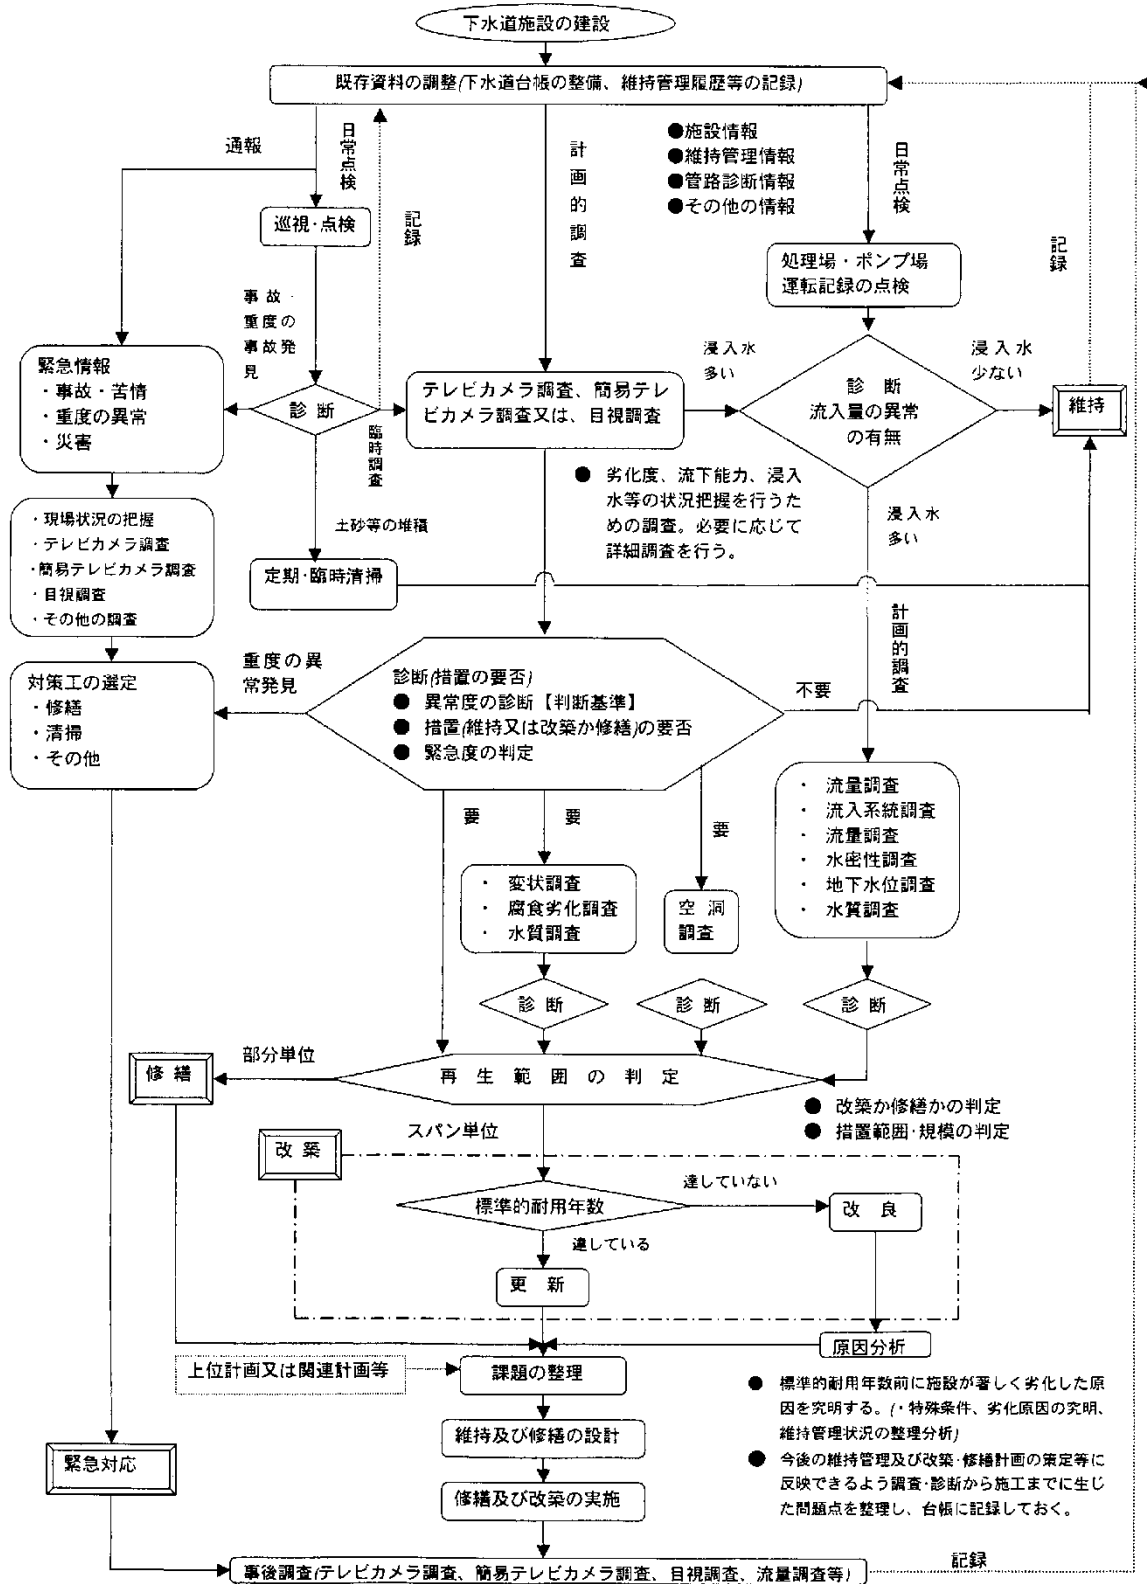 下水道施設の建設
既存資料の調整(下水道台帳の整備、維持管理履歴等の記録)
通報
日常点検
記録
計画的調査
●施設情報
●維持管理情報
●管路診断情報
●その他の情報
日常点検
記録
巡視・点検
処理場・ポンプ場
運転記録の点検
事故・
重度の
事故発
見
緊急情報
・事故・苦情
・重度の異常
・災害
診断
臨時調査
テレビカメラ調査、簡易テレ
ビカメラ調査又は、目視調査
浸入水
多い
診 断
流入量の異常
の有無
浸入水
少ない
維持
● 劣化度、流下能力、浸入
水等の状況把握を行うた
めの調査。必要に応じて
詳細調査を行う。
浸入水
多い
・現場状況の把握
・テレビカメラ調査
・簡易テレビカメラ調査
・目視調査
・その他の調査
土砂等の堆積
定期・臨時清掃
計画的調査
対策工の選定
・修繕
・清掃
・その他
重度の異
常発見
診断(措置の要否)
● 異常度の診断【判断基準】
● 措置(維持又は改築か修繕)の要否
● 緊急度の判定
不要
要
要
要
・ 変状調査
・ 腐食劣化調査
・ 水質調査
空 洞
調査
・ 流量調査
・ 流入系統調査
・ 流量調査
・ 水密性調査
・ 地下水位調査
・ 水質調査
診 断
診 断
診 断
修 繕
部分単位
再 生 範 囲 の 判 定
● 改築か修繕かの判定
● 措置範囲・規模の判定
スパン単位
改 築
標準的耐用年数
達していない
改 良
達している
更 新
原因分析
上位計画又は関連計画等
課題の整理
維持及び修繕の設計
修繕及び改築の実施
● 標準的耐用年数前に施設が著しく劣化した原
因を究明する。(・特殊条件、劣化原因の究明、
維持管理状況の整理分析)
● 今後の維持管理及び改築・修繕計画の策定等に
反映できるよう調査・診断から施工までに生じ
た問題点を整理し、台帳に記録しておく。
緊急対応
事後調査(テレビカメラ調査、簡易テレビカメラ調査、目視調査、流量調査等)
記録